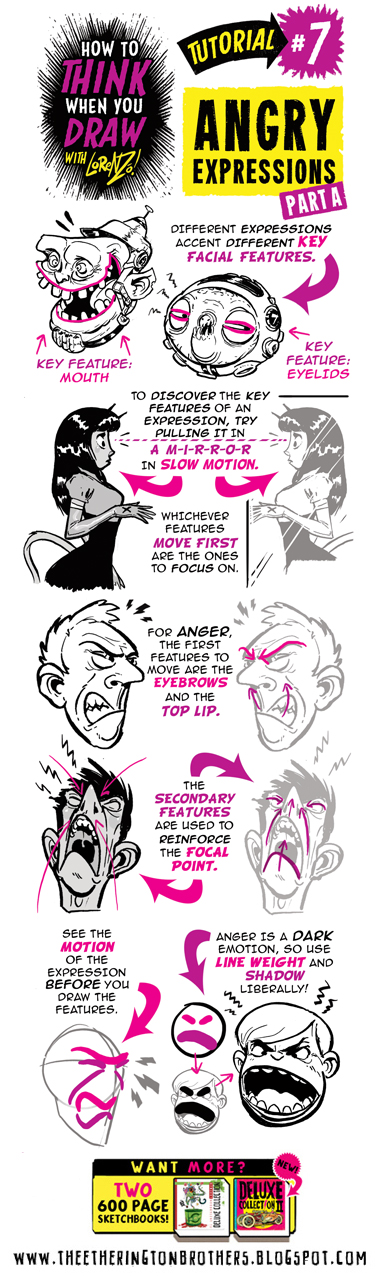 HOW TO
THINK
WHEN YOU
DRAW
WITH LORENZO!
TUTORIAL
#7
ANGRY
EXPRESSIONS
PART A
DIFFERENT EXPRESSIONS
ACCENT DIFFERENT KEY
FACIAL FEATURES.
KEY FEATURE:
MOUTH
KEY
FEATURE:
EYELIDS
TO DISCOVER THE KEY
FEATURES OF AN
EXPRESSION, TRY
PULLING IT IN
A M-I-R-R-O-R
IN SLOW MOTION.
WHICHEVER
FEATURES
MOVE FIRST
ARE THE ONES
TO FOCUS ON.
FOR ANGER,
THE FIRST
FEATURES TO
MOVE ARE THE
EYEBROWS
AND THE
TOP LIP.
THE
SECONDARY
FEATURES
ARE USED TO
REINFORCE
THE FOCAL
POINT.
SEE THE
MOTION
OF THE
EXPRESSION
BEFORE YOU
DRAW THE
FEATURES.
ANGER IS A DARK
EMOTION, SO USE
LINE WEIGHT AND
SHADOW
LIBERALLY!
WANT MORE?
TWO
600 PAGE
SKETCHBOOKS!
NEW!
DELUXE
COLLECTION II
WWW.THEETHERINGTONBROTHERS.BLOGSPOT.COM